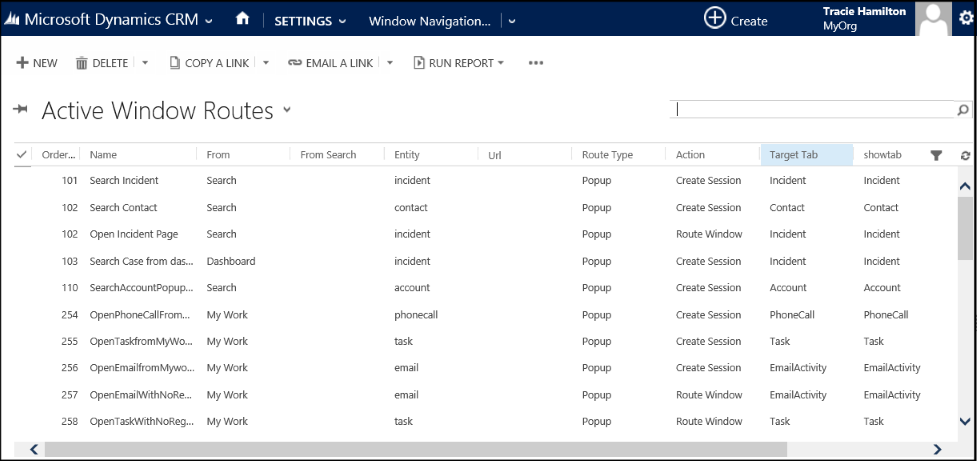 Microsoft Dynamics CRM SETTINGS Window Navigation... Create Tracie Hamilton
MyOrg
NEW DELETE COPY A LINK EMAIL A LINK RUN REPORT •••
Active Window Routes
Order... Name From From Search Entity Url Route Type Action Target Tab showtab
101 Search Incident Search incident Popup Create Session Incident Incident
102 Search Contact Search contact Popup Create Session Contact Contact
102 Open Incident Page Search incident Popup Route Window Incident Incident
103 Search Case from das... Dashboard incident Popup Create Session Incident Incident
110 SearchAccountPopup... Search account Popup Create Session Account Account
254 OpenPhoneCallFrom... My Work phonecall Popup Create Session PhoneCall PhoneCall
255 OpenTaskfromMyWo... My Work task Popup Create Session Task Task
256 OpenEmailfromMywo... My Work email Popup Create Session EmailActivity EmailActivity
257 OpenEmailWithNoRe... My Work email Popup Route Window EmailActivity EmailActivity
258 OpenTaskWithNoReg... My Work task Popup Route Window Task Task